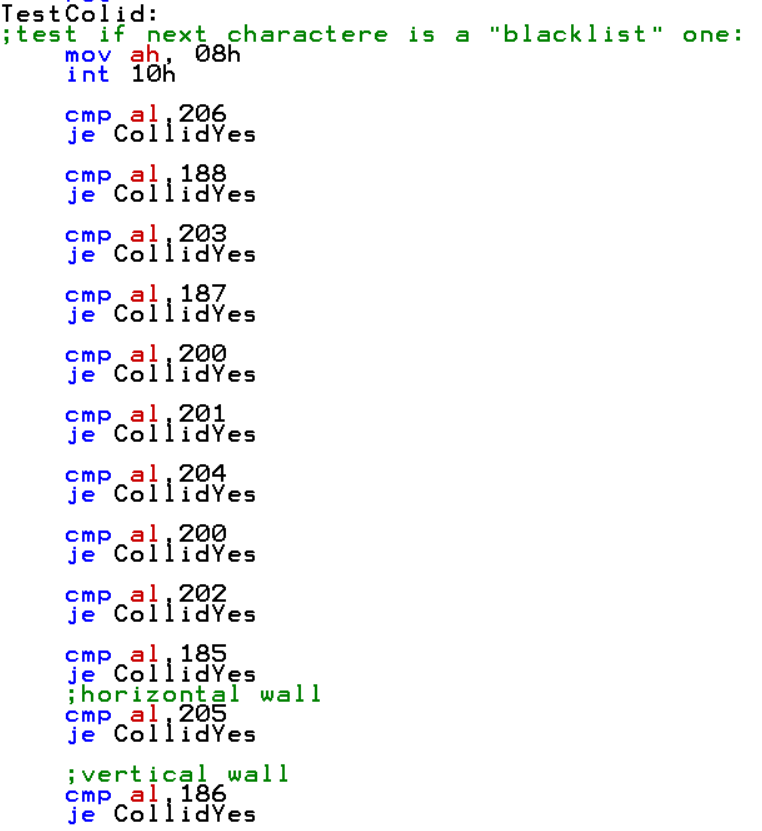 TestColid:
;test if next charactere is a "blacklist" one:
mov ah, 08h
int 10h
cmp al,206
je CollidYes
cmp al,188
je CollidYes
cmp al,203
je CollidYes
cmp al,187
je CollidYes
cmp al,200
je CollidYes
cmp al,201
je CollidYes
cmp al,204
je CollidYes
cmp al,200
je CollidYes
cmp al,202
je CollidYes
cmp al,185
je CollidYes
;horizontal wall
cmp al,205
je CollidYes
;vertical wall
cmp al,186
je CollidYes